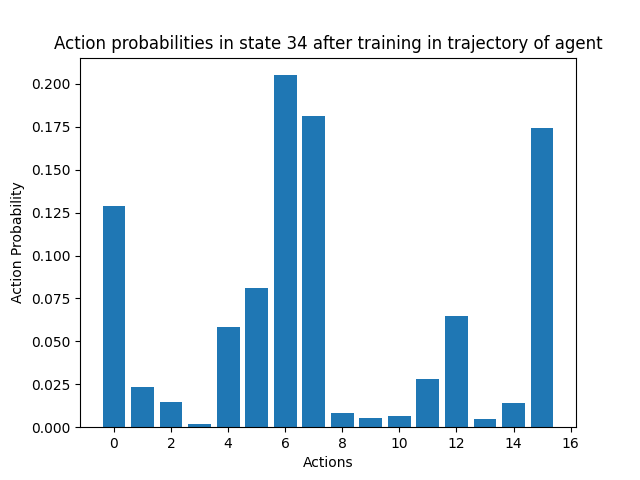 Action probabilities in state 34 after training in trajectory of agent
0.200
0.175
0.150
0.125
0.100
0.075
0.050
0.025
0.000
Action Probability
0 2 4 6 8 10 12 14 16
Actions